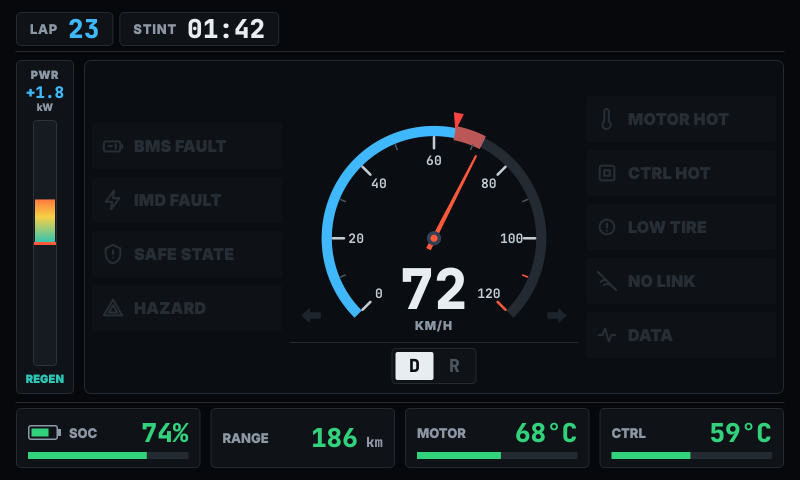 LAP 23 STINT 01:42
PWR
+1.8
kW
REGEN
BMS FAULT
IMD FAULT
SAFE STATE
HAZARD
0
20
40
60
80
100
120
72
KM/H
D R
MOTOR HOT
CTRL HOT
LOW TIRE
NO LINK
DATA
SOC 74%
RANGE 186 km
MOTOR 68°C
CTRL 59°C